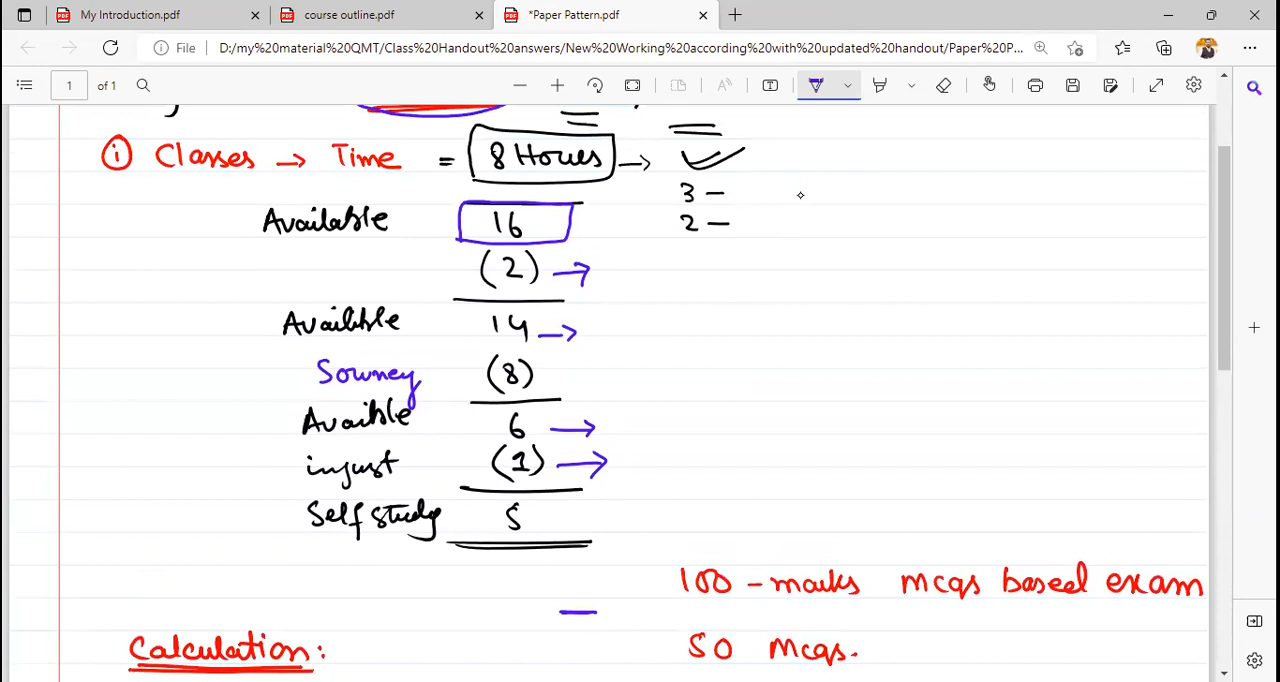 My Introduction.pdf
course outline.pdf
*Paper Pattern.pdf
File
D:/my%20material%20QMT/Class%20Handout%20answers/New%20Working%20according%20with%20updated%20handout/Paper%20P...
1 of 1
① Classes → Time = 8 Hours →
3 -
Available 16
2 -
(2) →
Availible 14 →
Sowney (8)
Avaible 6 →
injust (1) →
Self study 5
100 - marks mcqs based exam
Calculation:
50 mcqs.